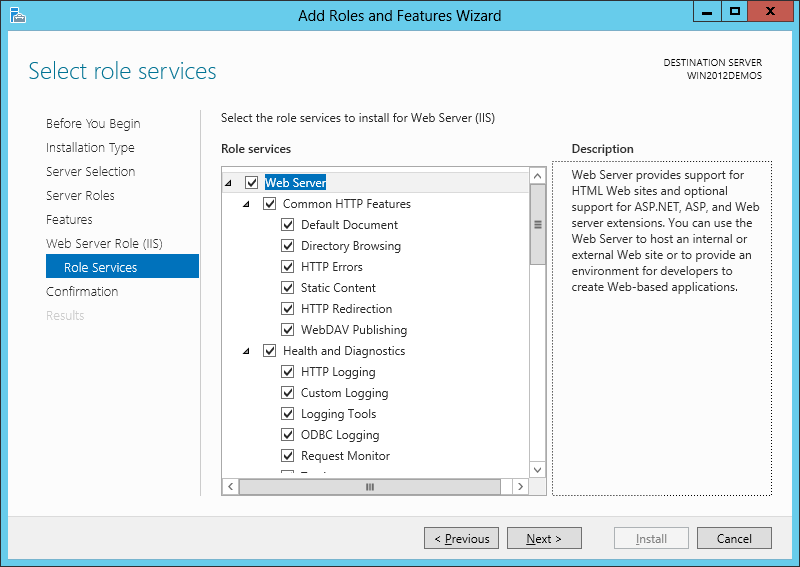 Add Roles and Features Wizard
Select role services
DESTINATION SERVER
WIN2012DEMOS
Before You Begin
Installation Type
Server Selection
Server Roles
Features
Web Server Role (IIS)
Role Services
Confirmation
Results
Select the role services to install for Web Server (IIS)
Role services
Web Server
Common HTTP Features
Default Document
Directory Browsing
HTTP Errors
Static Content
HTTP Redirection
WebDAV Publishing
Health and Diagnostics
HTTP Logging
Custom Logging
Logging Tools
ODBC Logging
Request Monitor
Description
Web Server provides support for
HTML Web sites and optional
support for ASP.NET, ASP, and Web
server extensions. You can use the
Web Server to host an internal or
external Web site or to provide an
environment for developers to
create Web-based applications.
< Previous
Next >
Install
Cancel